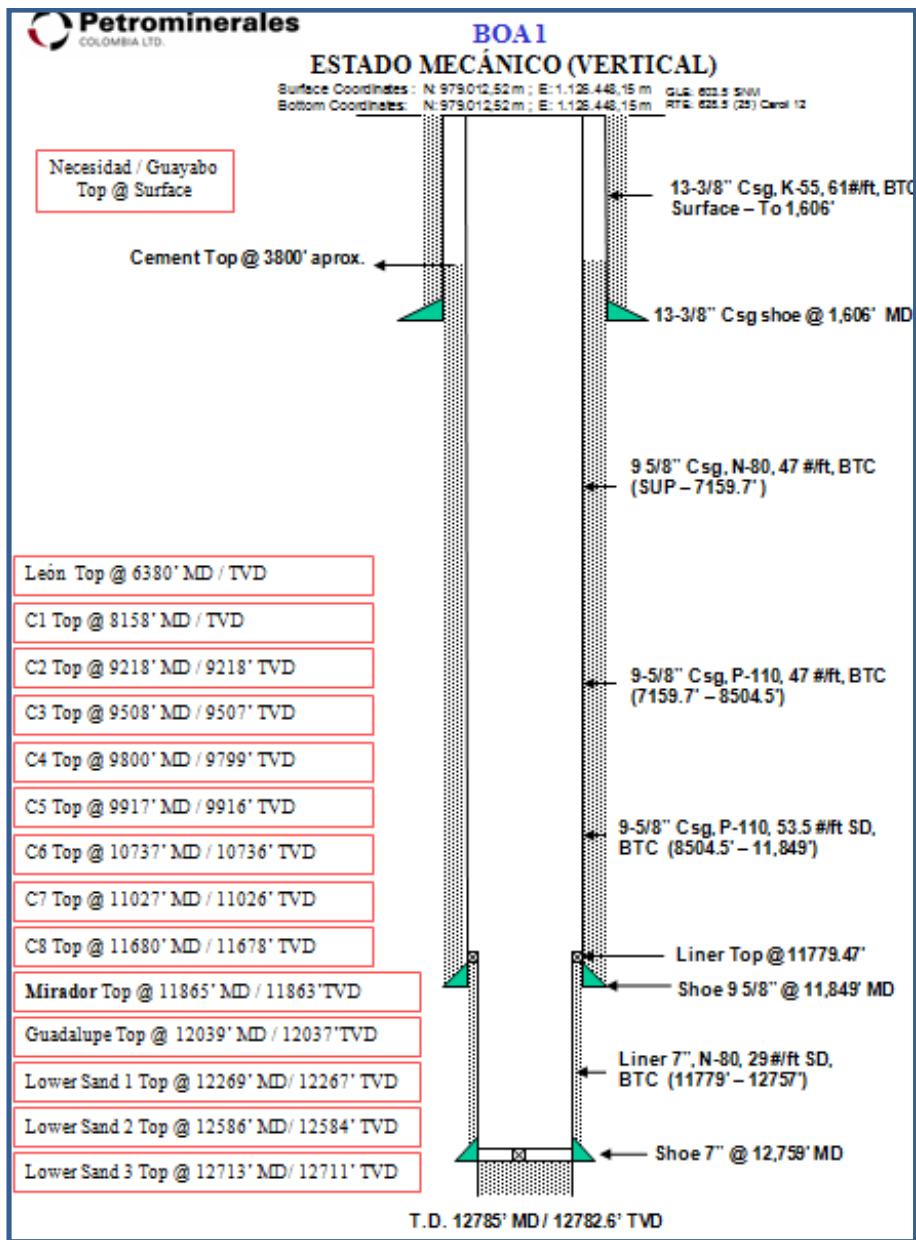 Petrominerales
COLOMBIA LTD.
BOA 1
ESTADO MECÁNICO (VERTICAL)
Surface Coordinates : N: 979.012,52 m ; E: 1.126.448,15 m GLE: 603.5 SNM
Bottom Coordinates: N: 979.012,52 m ; E: 1.126.448,15 m RTE: 628.5 (25') Carol 12
Necesidad / Guayabo
Top @ Surface
13-3/8" Csg, K-55, 61#/ft, BTC
Surface – To 1,606'
Cement Top @ 3800' aprox.
13-3/8" Csg shoe @ 1,606' MD
9 5/8" Csg, N-80, 47 #/ft, BTC
(SUP – 7159.7')
León Top @ 6380' MD / TVD
C1 Top @ 8158' MD / TVD
C2 Top @ 9218' MD / 9218' TVD
C3 Top @ 9508' MD / 9507' TVD
9-5/8" Csg, P-110, 47 #/ft, BTC
(7159.7' – 8504.5')
C4 Top @ 9800' MD / 9799' TVD
C5 Top @ 9917' MD / 9916' TVD
C6 Top @ 10737' MD / 10736' TVD
9-5/8" Csg, P-110, 53.5 #/ft SD,
BTC (8504.5' – 11,849')
C7 Top @ 11027' MD / 11026' TVD
C8 Top @ 11680' MD / 11678' TVD
Liner Top @11779.47'
Mirador Top @ 11865' MD / 11863'TVD
Shoe 9 5/8" @ 11,849' MD
Guadalupe Top @ 12039' MD / 12037'TVD
Lower Sand 1 Top @ 12269' MD/ 12267' TVD
Liner 7", N-80, 29#/ft SD,
BTC (11779' – 12757')
Lower Sand 2 Top @ 12586' MD/ 12584' TVD
Lower Sand 3 Top @ 12713' MD/ 12711' TVD
Shoe 7" @ 12,759' MD
T.D. 12785' MD / 12782.6' TVD